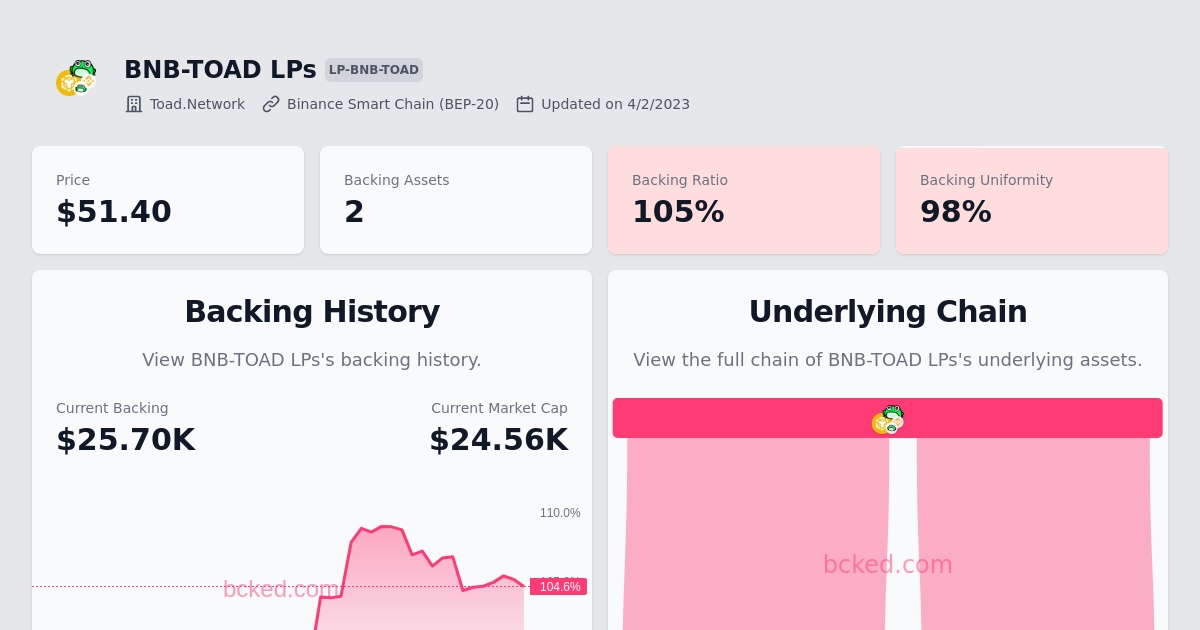 BNB-TOAD LPs LP-BNB-TOAD
Toad.Network Binance Smart Chain (BEP-20) Updated on 4/2/2023
Price
$51.40
Backing Assets
2
Backing Ratio
105%
Backing Uniformity
98%
Backing History
View BNB-TOAD LPs's backing history.
Current Backing
$25.70K
Current Market Cap
$24.56K
110.0%
104.6%
bcked.com
Underlying Chain
View the full chain of BNB-TOAD LPs's underlying assets.
bcked.com